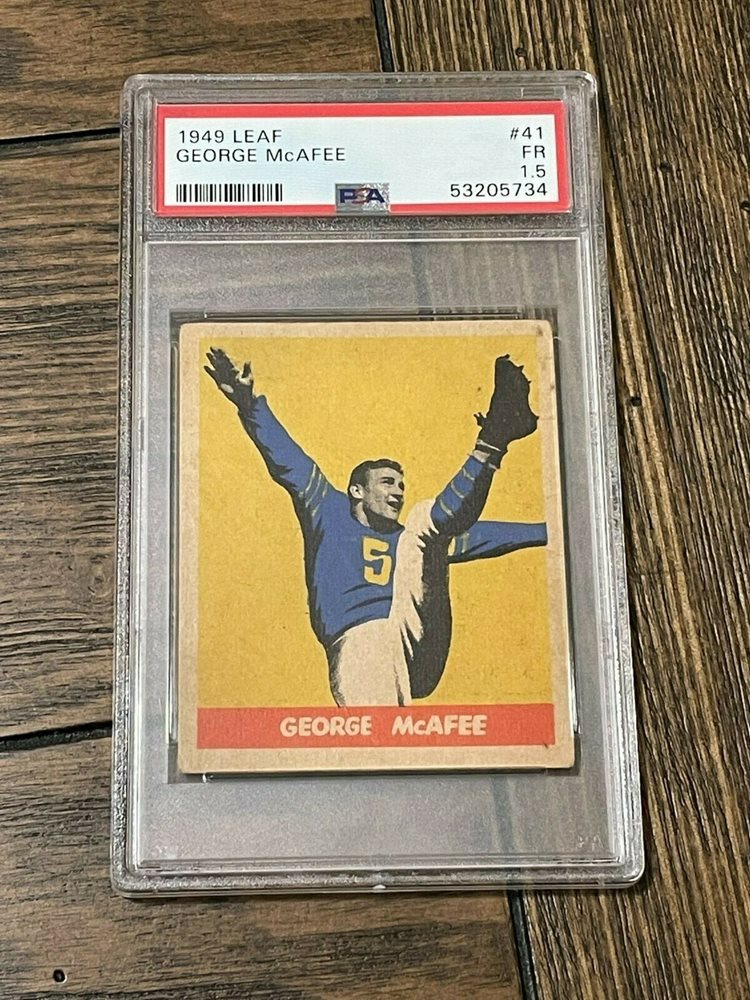 1949 LEAF #41
GEORGE McAFEE FR
1.5
PSA 53205734
5
GEORGE McAFEE